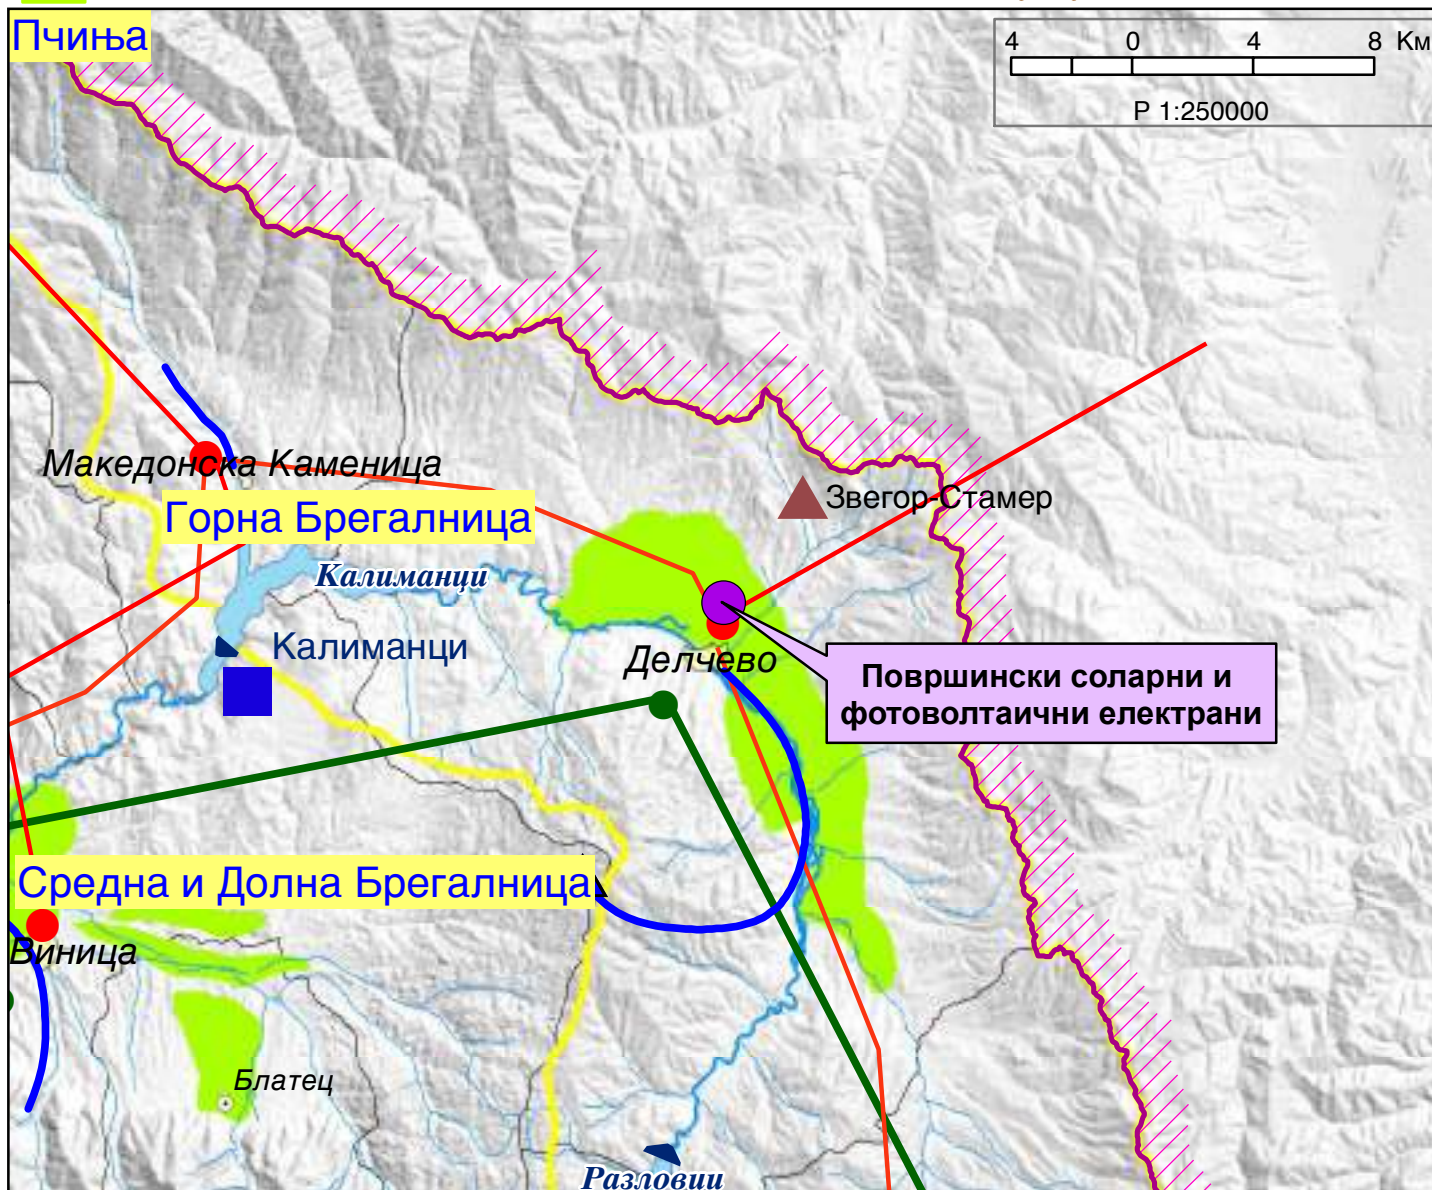 Пчиња
4 0 4 8 Км
Р 1:250000
Македонска Каменица
Звегор-Стамер
Горна Брегалница
Калиманци
Калиманци
Делчево
Површински соларни и
фотоволтаични електрани
Средна и Долна Брегалница
Виница
Блатец
Разловии